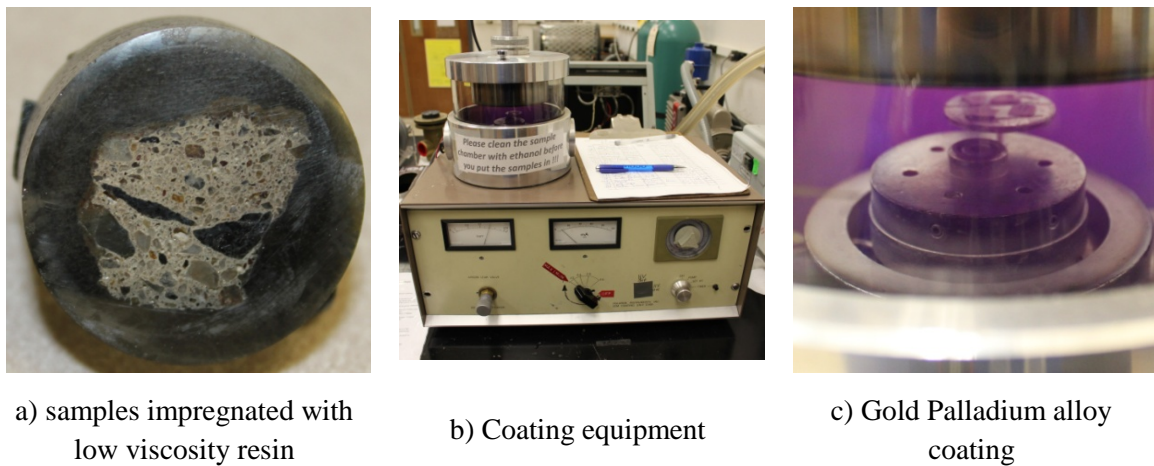 Please clean the sample
chamber with ethanol before
you put the samples in !!!
a) samples impregnated with
low viscosity resin
b) Coating equipment
c) Gold Palladium alloy
coating